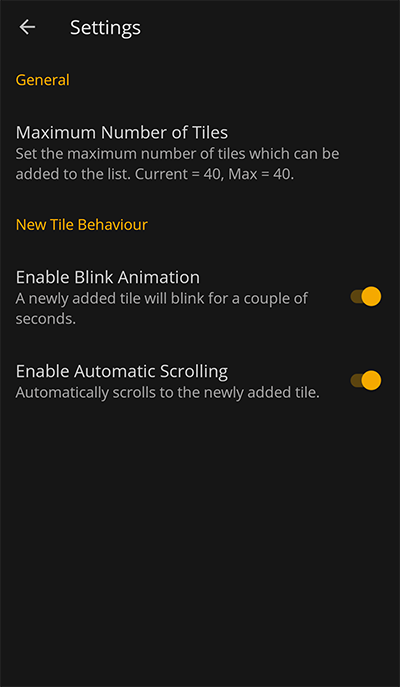 Settings
General
Maximum Number of Tiles
Set the maximum number of tiles which can be
added to the list. Current = 40, Max = 40.
New Tile Behaviour
Enable Blink Animation
A newly added tile will blink for a couple of
seconds.
Enable Automatic Scrolling
Automatically scrolls to the newly added tile.